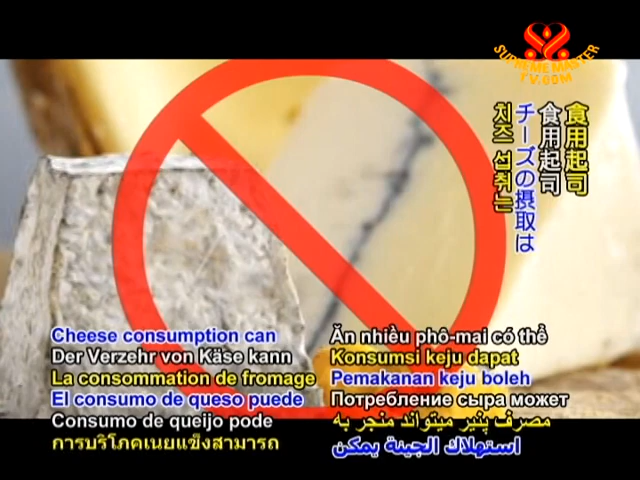 SUPREME MASTER
TV.COM
食用起司
食用起司
チーズの摂取は
치즈 섭취는
Cheese consumption can
Der Verzehr von Käse kann
La consommation de fromage
El consumo de queso puede
Consumo de queijo pode
การบริโภคเนยแข็งสามารถ
Ăn nhiều phô-mai có thể
Konsumsi keju dapat
Pemakanan keju boleh
Потребление сыра может
مصرف پنیر میتواند منجر به
استهلاك الجبنة يمكن